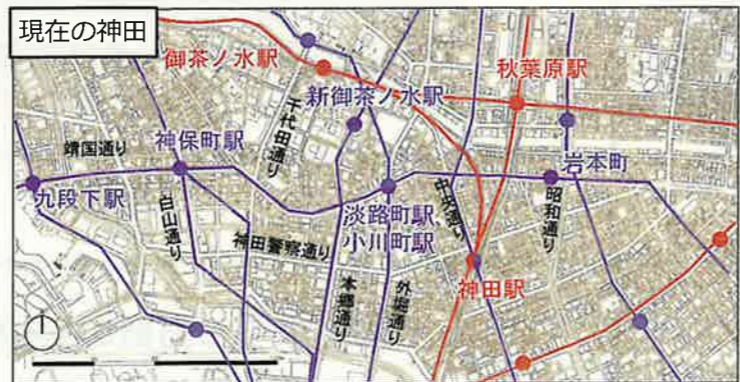 現在の神田
御茶ノ水駅
秋葉原駅
新御茶ノ水駅
千代田通り
靖国通り
神保町駅
岩本町
九段下駅
白山通り
淡路町駅、
小川町駅
中央通り
昭和通り
神田警察通り
本郷通り
外堀通り
神田駅